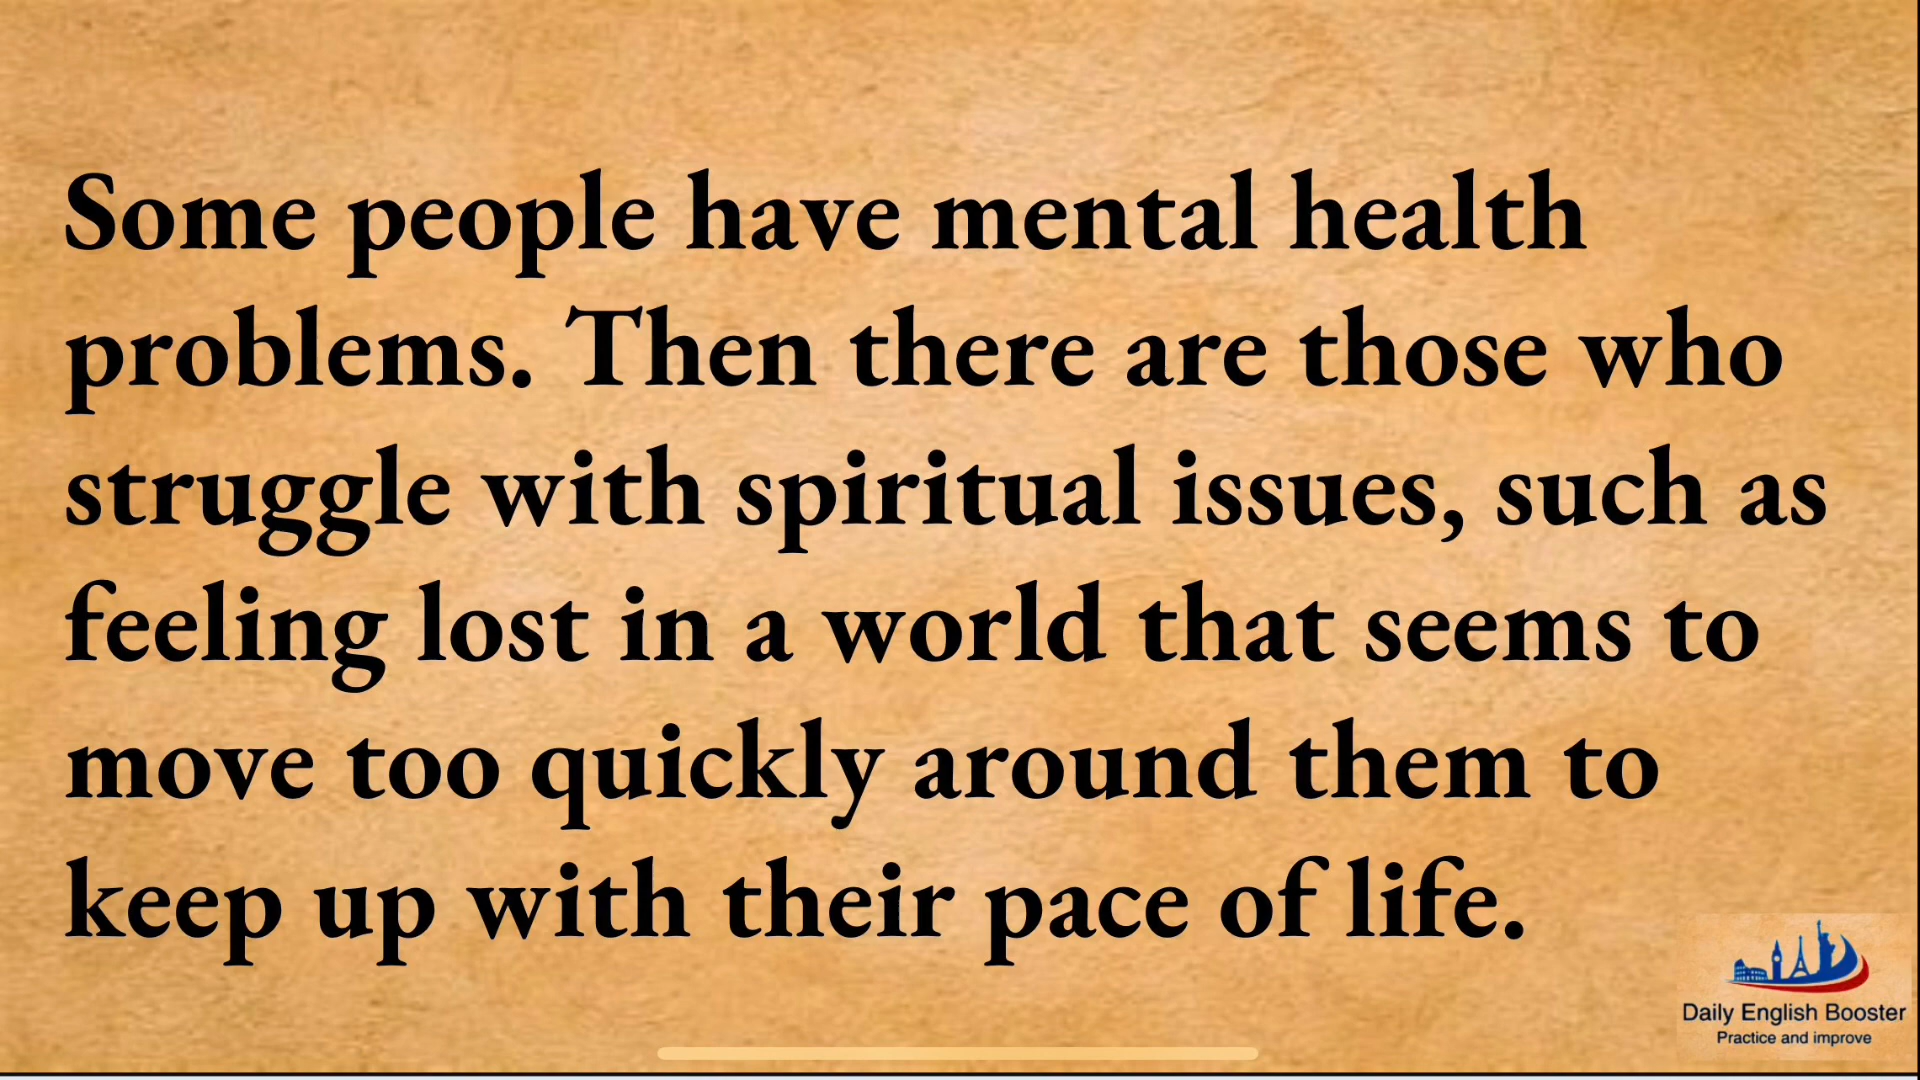 Some people have mental health
problems. Then there are those who
struggle with spiritual issues, such as
feeling lost in a world that seems to
move too quickly around them to
keep up with their pace of life.
Daily English Booster
Practice and improve